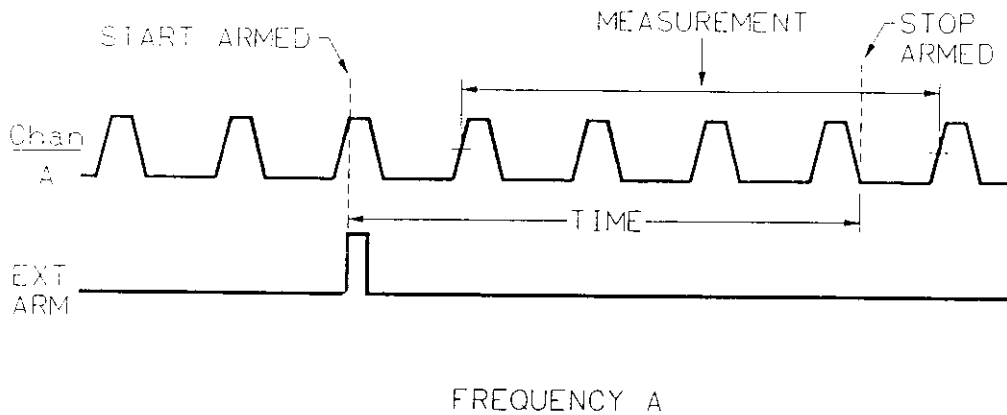 START ARMED
MEASUREMENT
STOP
ARMED
Chan
A
TIME
EXT
ARM
FREQUENCY A